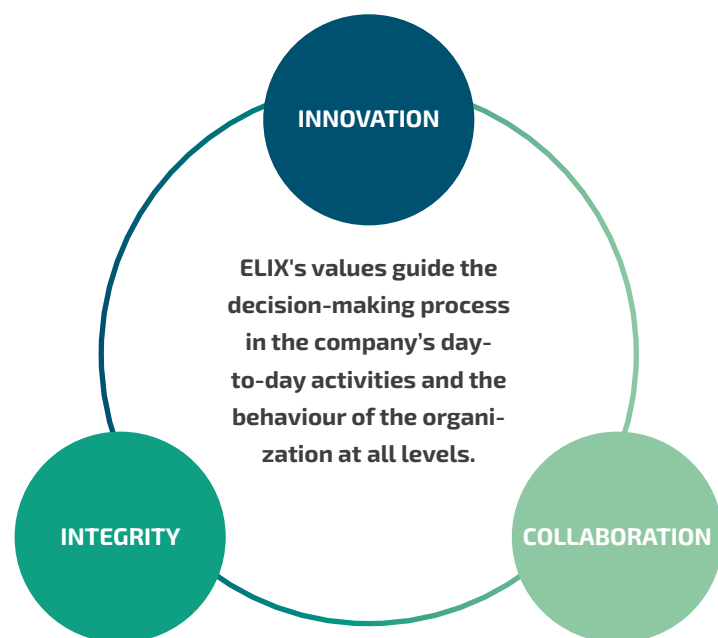 INNOVATION
ELIX's values guide the
decision-making process
in the company’s day-
to-day activities and the
behaviour of the organi-
zation at all levels.
INTEGRITY
COLLABORATION